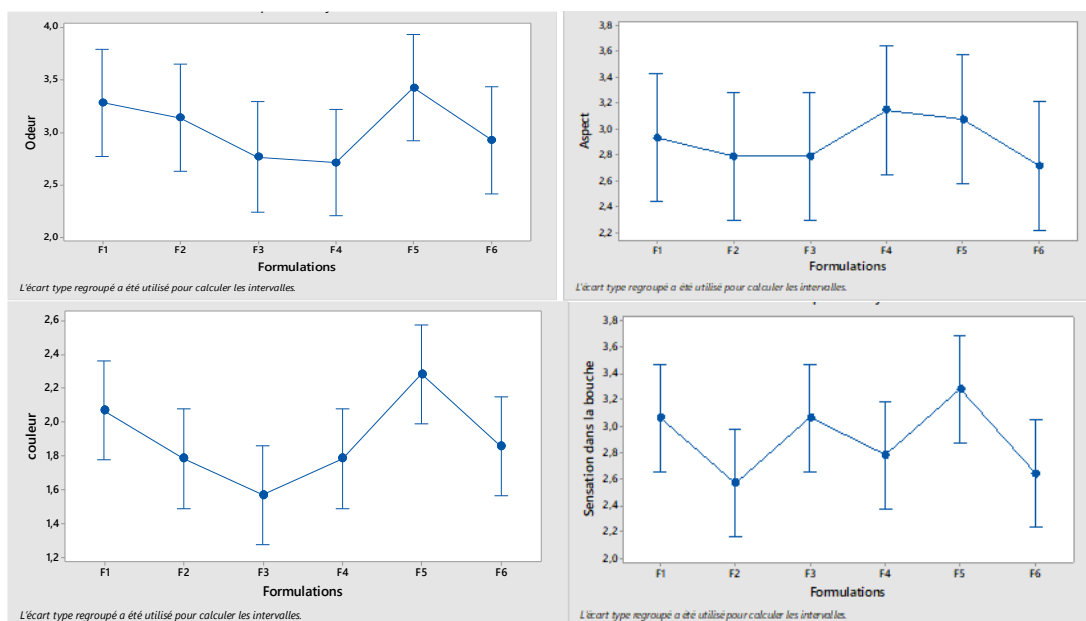 4,0
3,5
3,0
2,5
2,0
Odeur
F1 F2 F3 F4 F5 F6
Formulations
L'écart type regroupé a été utilisé pour calculer les intervalles.
3,8
3,6
3,4
3,2
3,0
2,8
2,6
2,4
2,2
Aspect
F1 F2 F3 F4 F5 F6
Formulations
L'écart type regroupé a été utilisé pour calculer les intervalles.
2,6
2,4
2,2
2,0
1,8
1,6
1,4
1,2
couleur
F1 F2 F3 F4 F5 F6
Formulations
L'écart type regroupé a été utilisé pour calculer les intervalles.
3,8
3,6
3,4
3,2
3,0
2,8
2,6
2,4
2,2
2,0
Sensation dans la bouche
F1 F2 F3 F4 F5 F6
Formulations
L'écart type regroupé a été utilisé pour calculer les intervalles.